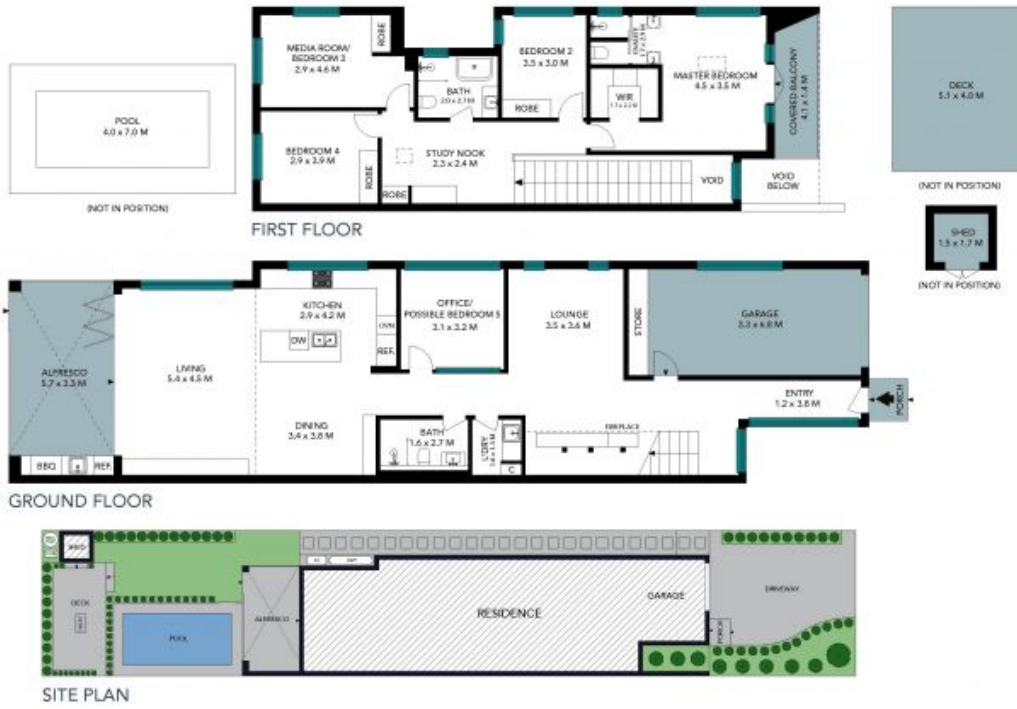 POOL
4.0 x 7.0 M
(NOT IN POSITION)
MEDIA ROOM/
BEDROOM 3
2.9 x 4.6 M
ROBE
BATH
BEDROOM 2
3.5 x 3.0 M
ROBE
ENSUITE
WIR
MASTER BEDROOM
4.5 x 3.5 M
COVERED BALCONY
4.1 x 1.4 M
BEDROOM 4
2.9 x 3.9 M
ROBE
ROBE
STUDY NOOK
2.3 x 2.4 M
VOID
VOID
BELOW
DECK
5.1 x 4.0 M
(NOT IN POSITION)
SHED
1.5 x 1.7 M
(NOT IN POSITION)
FIRST FLOOR
ALFRESCO
5.7 x 3.3 M
BBQ
REF.
LIVING
5.4 x 4.5 M
KITCHEN
2.9 x 4.2 M
DW
OVN
REF.
DINING
3.4 x 3.8 M
OFFICE/
POSSIBLE BEDROOM 5
3.1 x 3.2 M
BATH
1.6 x 2.7 M
L'DRY
C
LOUNGE
3.5 x 3.6 M
FIREPLACE
STORE
GARAGE
3.3 x 6.8 M
ENTRY
1.2 x 3.8 M
PORCH
GROUND FLOOR
SHED
DECK
POOL
ALFRESCO
RESIDENCE
GARAGE
PORCH
DRIVEWAY
SITE PLAN